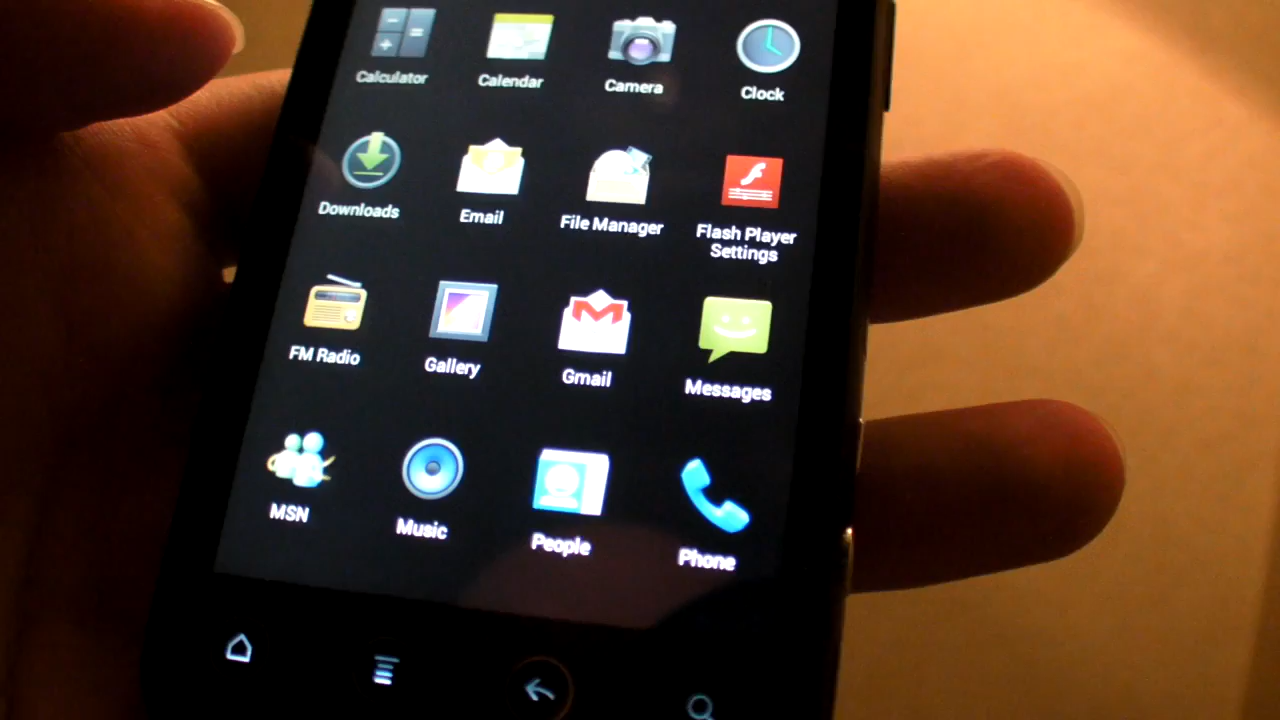 Calculator
Calendar
Camera
Clock
Downloads
Email
File Manager
Flash Player
Settings
FM Radio
Gallery
Gmail
Messages
MSN
Music
People
Phone